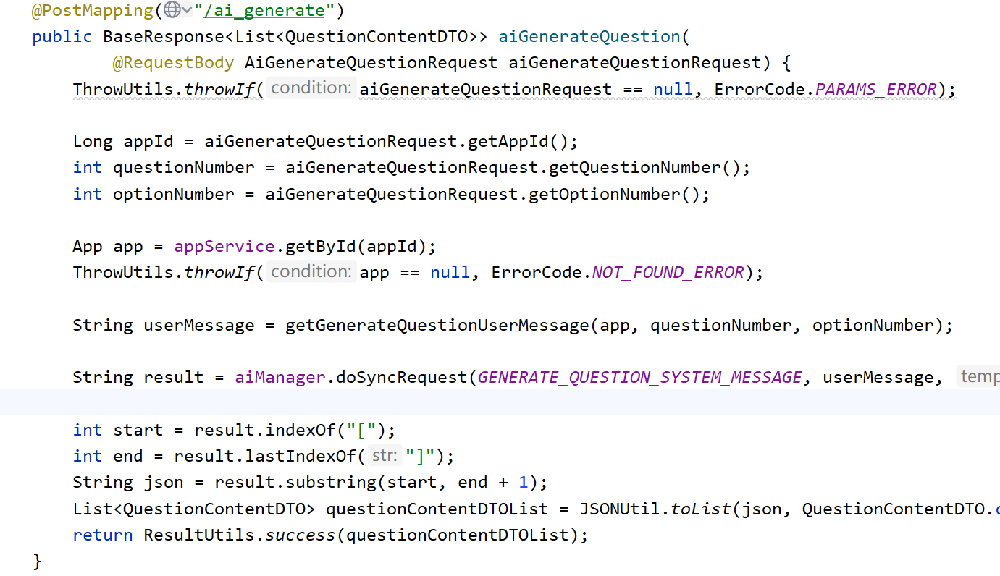 @PostMapping("/ai_generate")
public BaseResponse<List<QuestionContentDTO>> aiGenerateQuestion(
@RequestBody AiGenerateQuestionRequest aiGenerateQuestionRequest) {
ThrowUtils.throwIf( condition: aiGenerateQuestionRequest == null, ErrorCode.PARAMS_ERROR);
Long appId = aiGenerateQuestionRequest.getAppId();
int questionNumber = aiGenerateQuestionRequest.getQuestionNumber();
int optionNumber = aiGenerateQuestionRequest.getOptionNumber();
App app = appService.getById(appId);
ThrowUtils.throwIf( condition: app == null, ErrorCode.NOT_FOUND_ERROR);
String userMessage = getGenerateQuestionUserMessage(app, questionNumber, optionNumber);
String result = aiManager.doSyncRequest(GENERATE_QUESTION_SYSTEM_MESSAGE, userMessage, temp
int start = result.indexOf("[");
int end = result.lastIndexOf( str: "]");
String json = result.substring(start, end + 1);
List<QuestionContentDTO> questionContentDTOList = JSONUtil.toList(json, QuestionContentDTO.
return ResultUtils.success(questionContentDTOList);
}